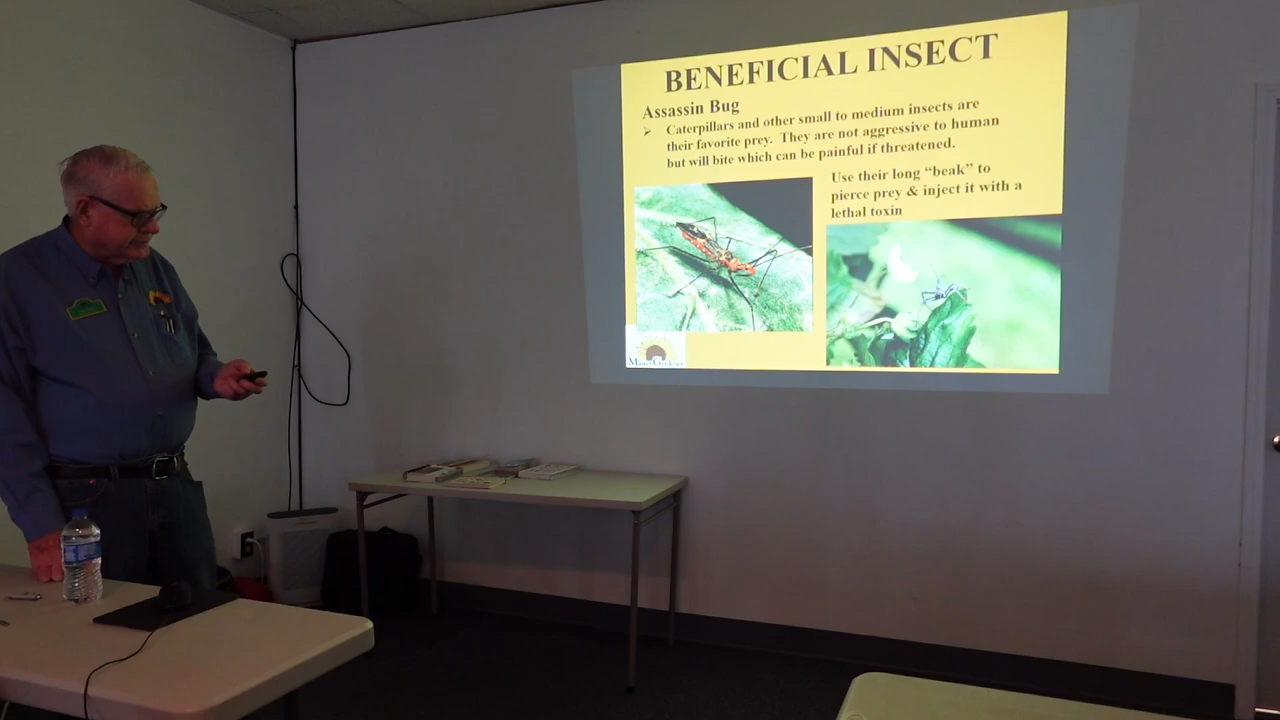 BENEFICIAL INSECT
Assassin Bug
Caterpillars and other small to medium insects are
their favorite prey. They are not aggressive to human
but will bite which can be painful if threatened.
Use their long “beak” to
pierce prey & inject it with a
lethal toxin
Master Gardener